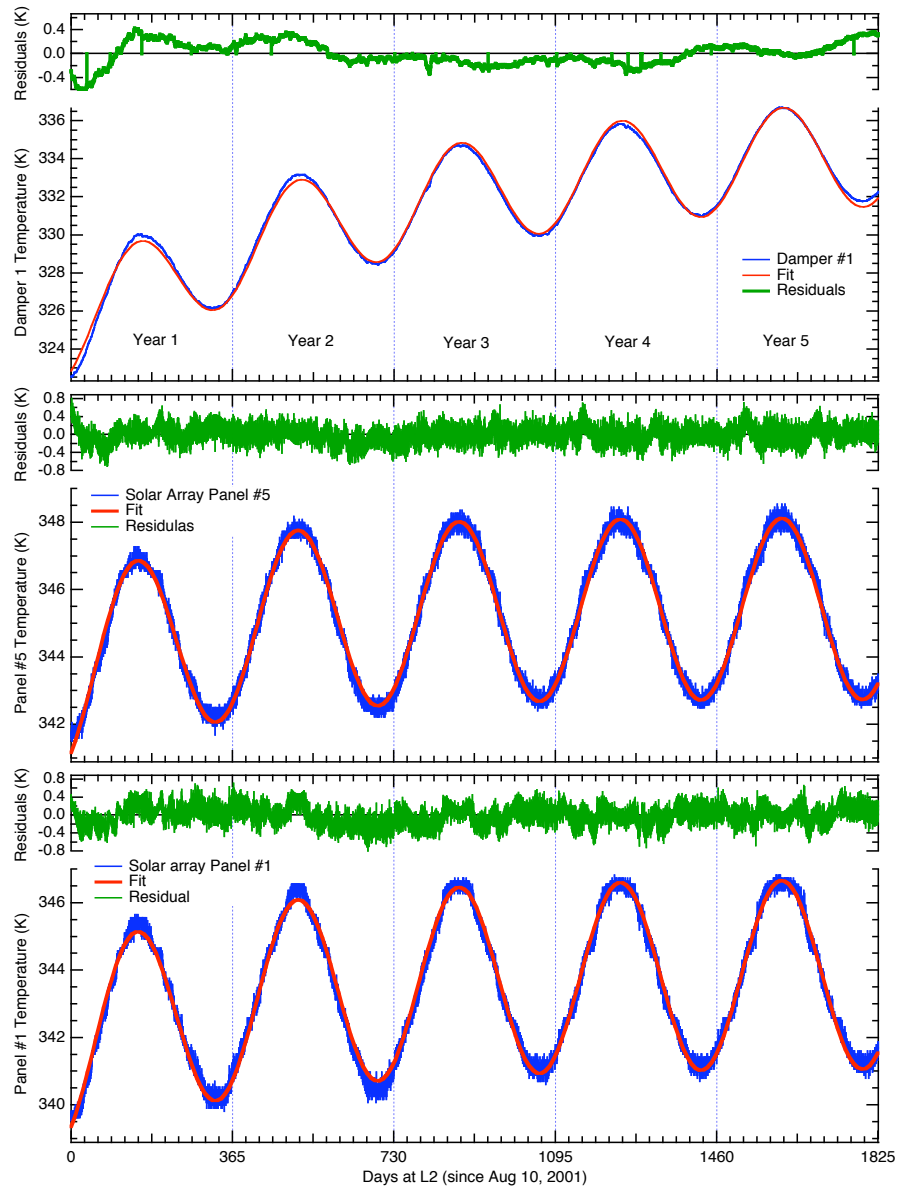 Residuals (K)
0.4
0.0
-0.4
Damper 1 Temperature (K)
336
334
332
330
328
326
324
Damper #1
Fit
Residuals
Year 1
Year 2
Year 3
Year 4
Year 5
Residuals (K)
0.8
0.4
0.0
-0.4
-0.8
Panel #5 Temperature (K)
Solar Array Panel #5
Fit
Residulas
348
346
344
342
Residuals (K)
0.8
0.4
0.0
-0.4
-0.8
Panel #1 Temperature (K)
Solar array Panel #1
Fit
Residual
346
344
342
340
0
365
730
1095
1460
1825
Days at L2 (since Aug 10, 2001)